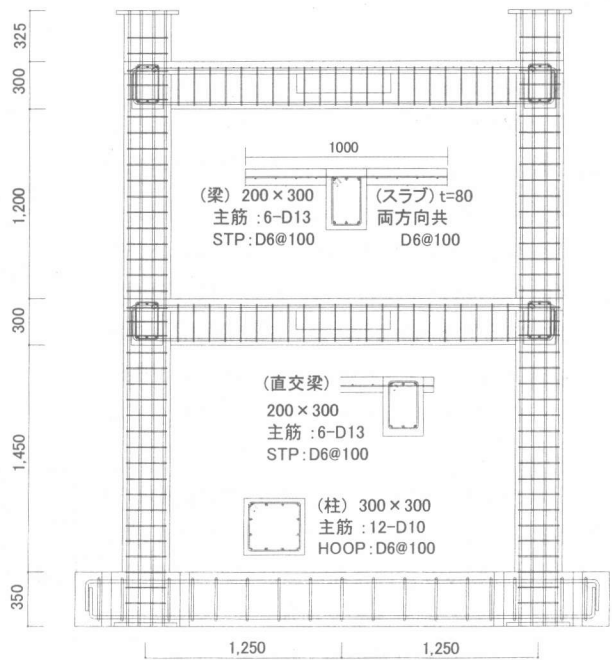 325
300
1,200
300
1,450
350
1000
(梁) 200×300
主筋 :6-D13
STP:D6@100
(スラブ) t=80
両方向共
D6@100
(直交梁)
200×300
主筋 :6-D13
STP:D6@100
(柱) 300×300
主筋 :12-D10
HOOP:D6@100
1,250
1,250